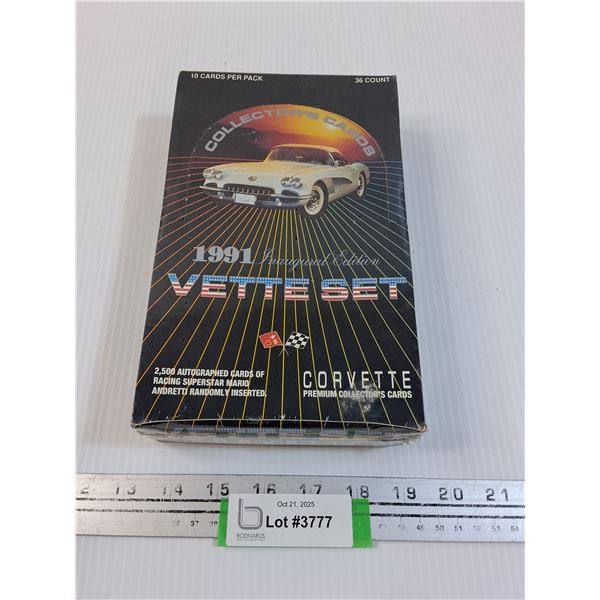 10 CARDS PER PACK
36 COUNT
COLLECTOR'S CARDS
1991 Inaugural Edition
VETTE SET
2,500 AUTOGRAPHED CARDS OF
RACING SUPERSTAR MARIO
ANDRETTI RANDOMLY INSERTED.
CORVETTE
PREMIUM COLLECTOR'S CARDS
2 13 14 15 16 17 18 19 20 21
Oct 21, 2025
Lot #3777
b
BODNARUS
AUCTIONEERING